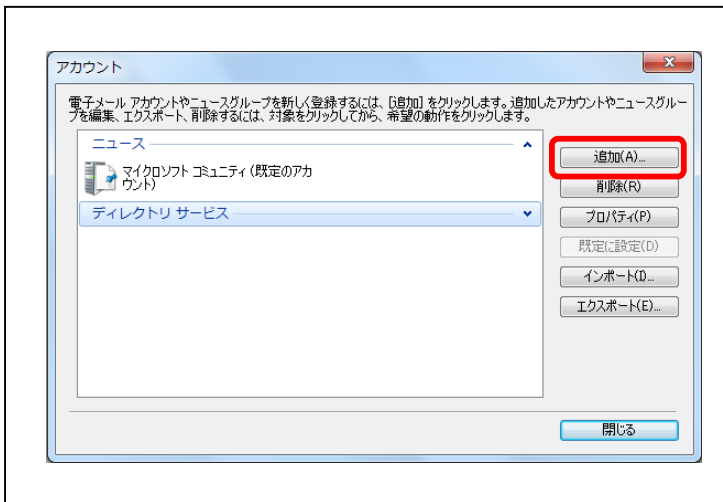 アカウント
電子メール アカウントやニュースグループを新しく登録するには、[追加] をクリックします。追加したアカウントやニュースグルー
プを編集、エクスポート、削除するには、対象をクリックしてから、希望の動作をクリックします。
ニュース
マイクロソフト コミュニティ (既定のアカ
ウント)
ディレクトリ サービス
追加(A)...
削除(R)
プロパティ(P)
既定に設定(D)
インポート(I)...
エクスポート(E)...
閉じる